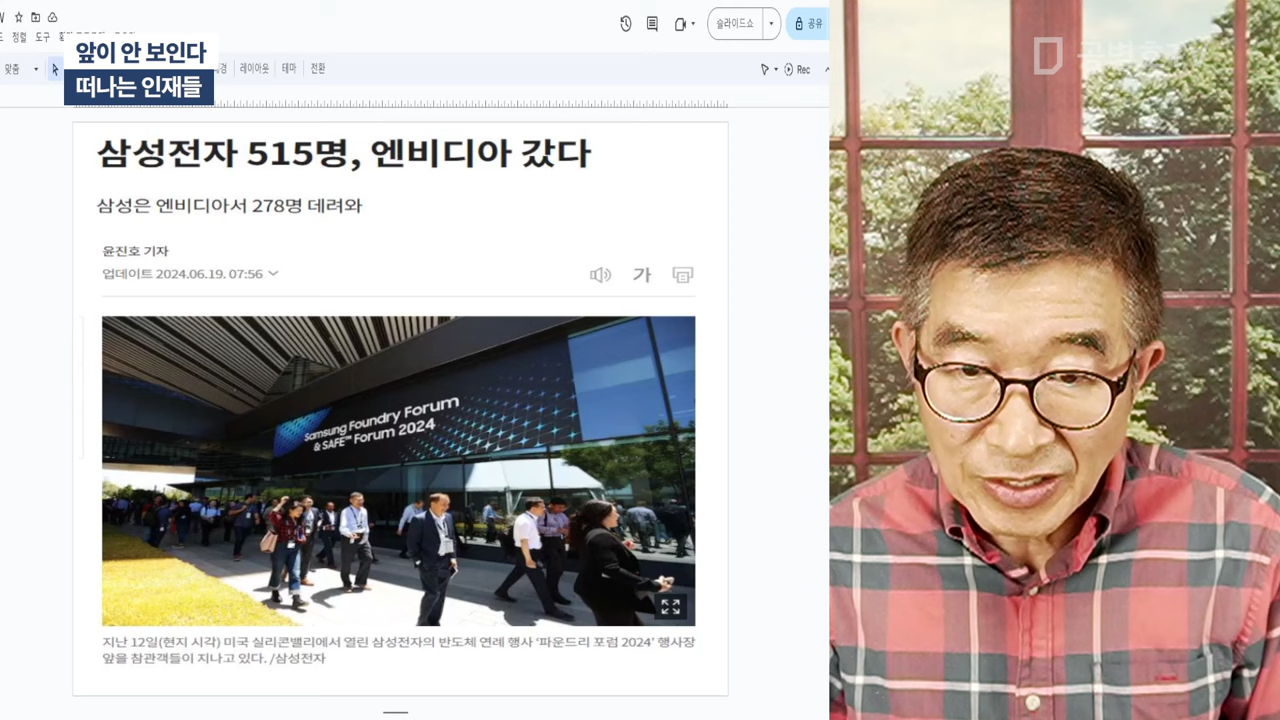 정렬 도구
슬라이드쇼
공유
앞이 안 보인다
떠나는 인재들
맞춤
레이아웃
테마
전환
Rec
삼성전자 515명, 엔비디아 갔다
삼성은 엔비디아서 278명 데려와
윤진호 기자
업데이트 2024.06.19. 07:56
가
Samsung Foundry Forum
& SAFE™ Forum 2024
지난 12일(현지 시각) 미국 실리콘밸리에서 열린 삼성전자의 반도체 연례 행사 ‘파운드리 포럼 2024’ 행사장
앞을 참관객들이 지나고 있다. /삼성전자